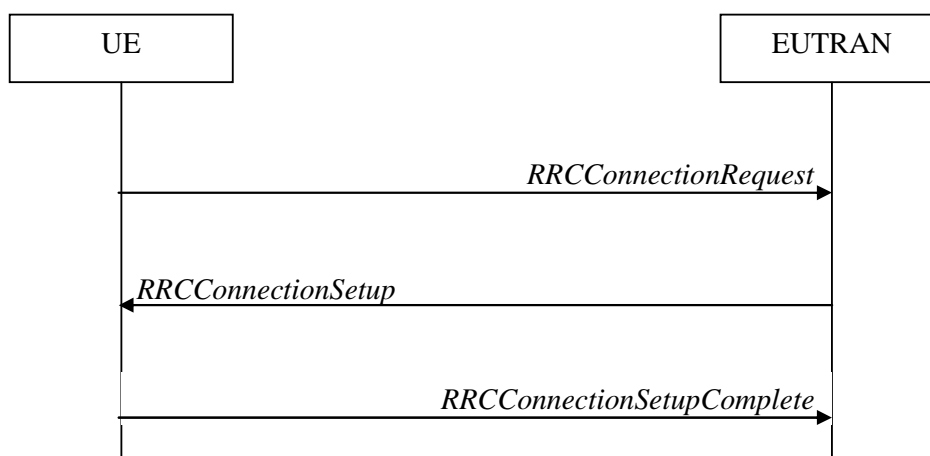 UE
EUTRAN
RRCConnectionRequest
RRCConnectionSetup
RRCConnectionSetupComplete